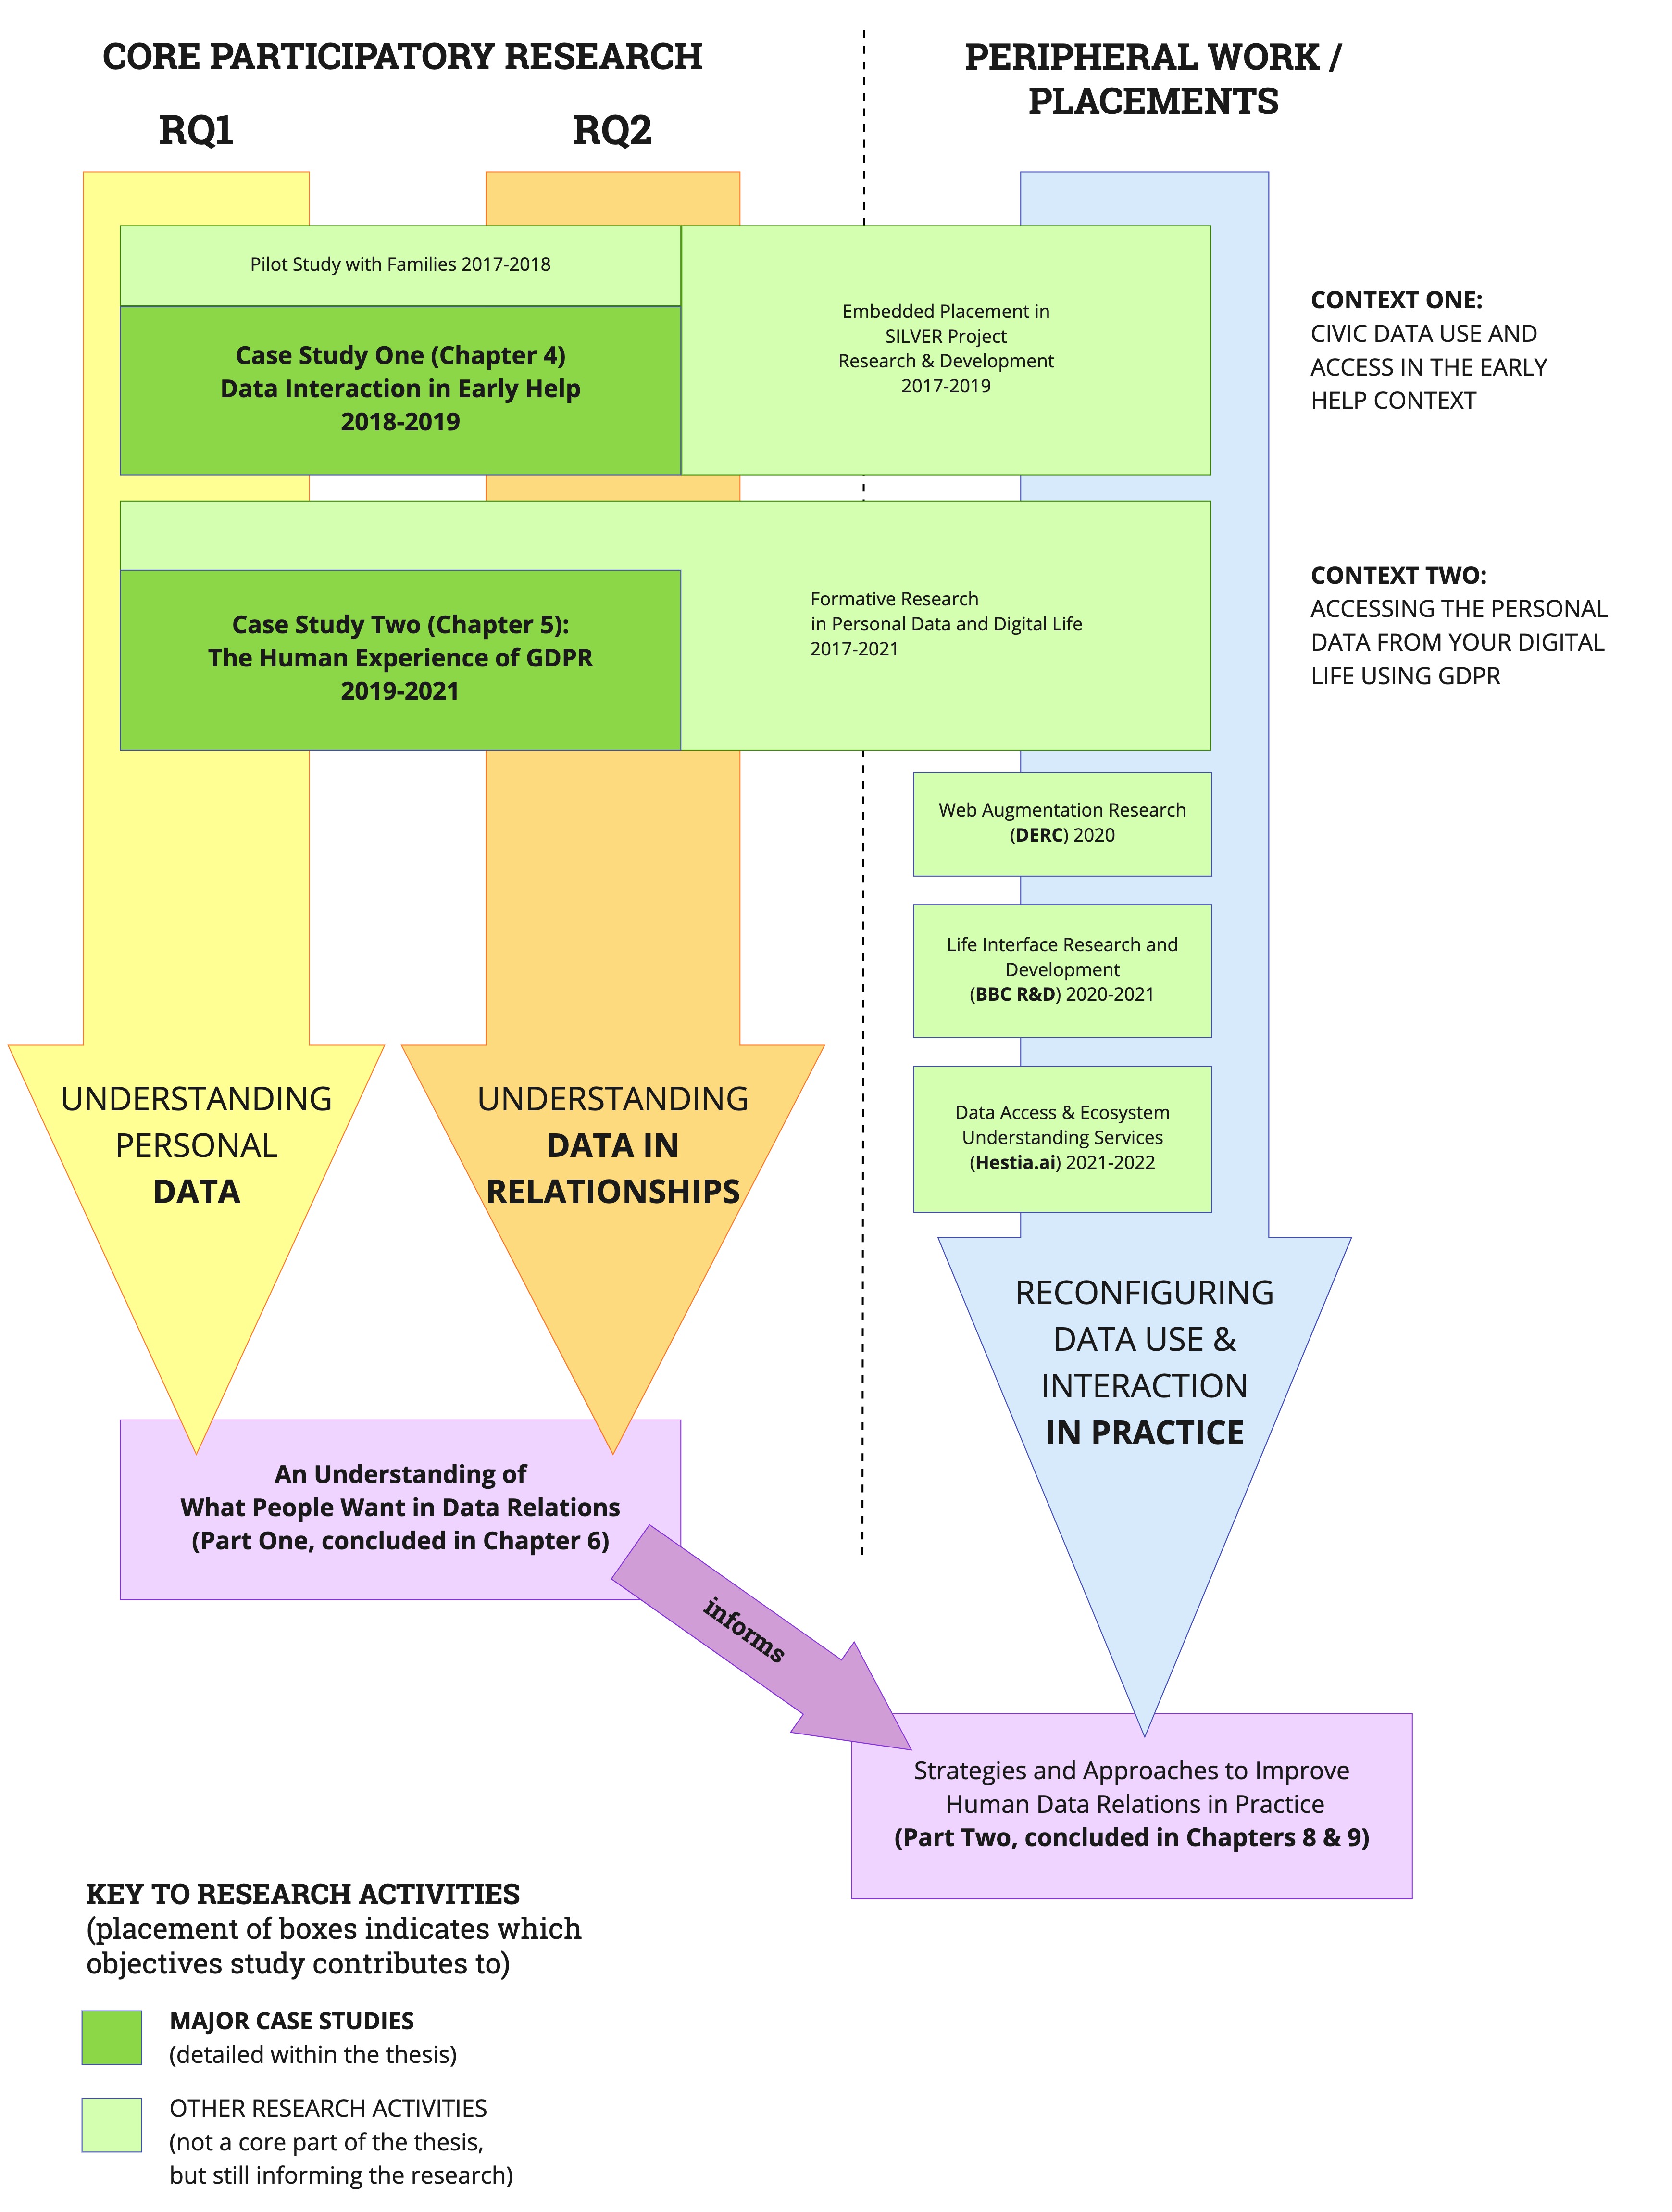 CORE PARTICIPATORY RESEARCH
PERIPHERAL WORK /
PLACEMENTS
RQ1
RQ2
Pilot Study with Families 2017-2018
Case Study One (Chapter 4)
Data Interaction in Early Help
2018-2019
Embedded Placement in
SILVER Project
Research & Development
2017-2019
CONTEXT ONE:
CIVIC DATA USE AND
ACCESS IN THE EARLY
HELP CONTEXT
Case Study Two (Chapter 5):
The Human Experience of GDPR
2019-2021
Formative Research
in Personal Data and Digital Life
2017-2021
CONTEXT TWO:
ACCESSING THE PERSONAL
DATA FROM YOUR DIGITAL
LIFE USING GDPR
Web Augmentation Research
(DERC) 2020
Life Interface Research and
Development
(BBC R&D) 2020-2021
Data Access & Ecosystem
Understanding Services
(Hestia.ai) 2021-2022
UNDERSTANDING
PERSONAL
DATA
UNDERSTANDING
DATA IN
RELATIONSHIPS
RECONFIGURING
DATA USE &
INTERACTION
IN PRACTICE
An Understanding of
What People Want in Data Relations
(Part One, concluded in Chapter 6)
informs
Strategies and Approaches to Improve
Human Data Relations in Practice
(Part Two, concluded in Chapters 8 & 9)
KEY TO RESEARCH ACTIVITIES
(placement of boxes indicates which
objectives study contributes to)
MAJOR CASE STUDIES
(detailed within the thesis)
OTHER RESEARCH ACTIVITIES
(not a core part of the thesis,
but still informing the research)